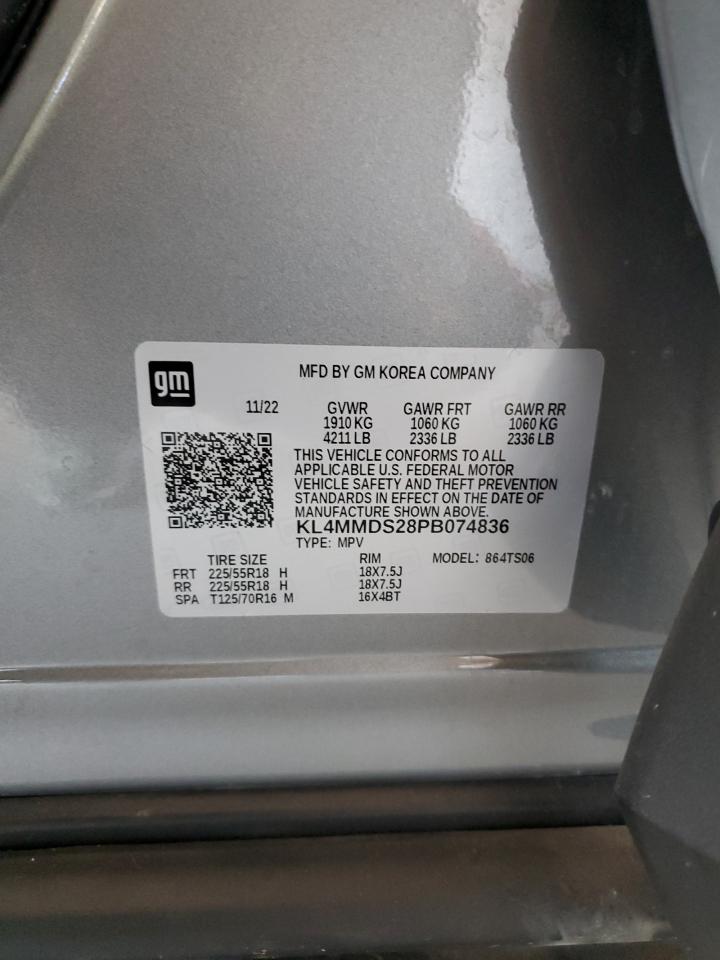 gm
MFD BY GM KOREA COMPANY
11/22 GVWR GAWR FRT GAWR RR
1910 KG 1060 KG 1060 KG
4211 LB 2336 LB 2336 LB
THIS VEHICLE CONFORMS TO ALL
APPLICABLE U.S. FEDERAL MOTOR
VEHICLE SAFETY AND THEFT PREVENTION
STANDARDS IN EFFECT ON THE DATE OF
MANUFACTURE SHOWN ABOVE.
KL4MMDS28PB074836
TYPE: MPV
TIRE SIZE RIM MODEL: 864TS06
FRT 225/55R18 H 18X7.5J
RR 225/55R18 H 18X7.5J
SPA T125/70R16 M 16X4BT